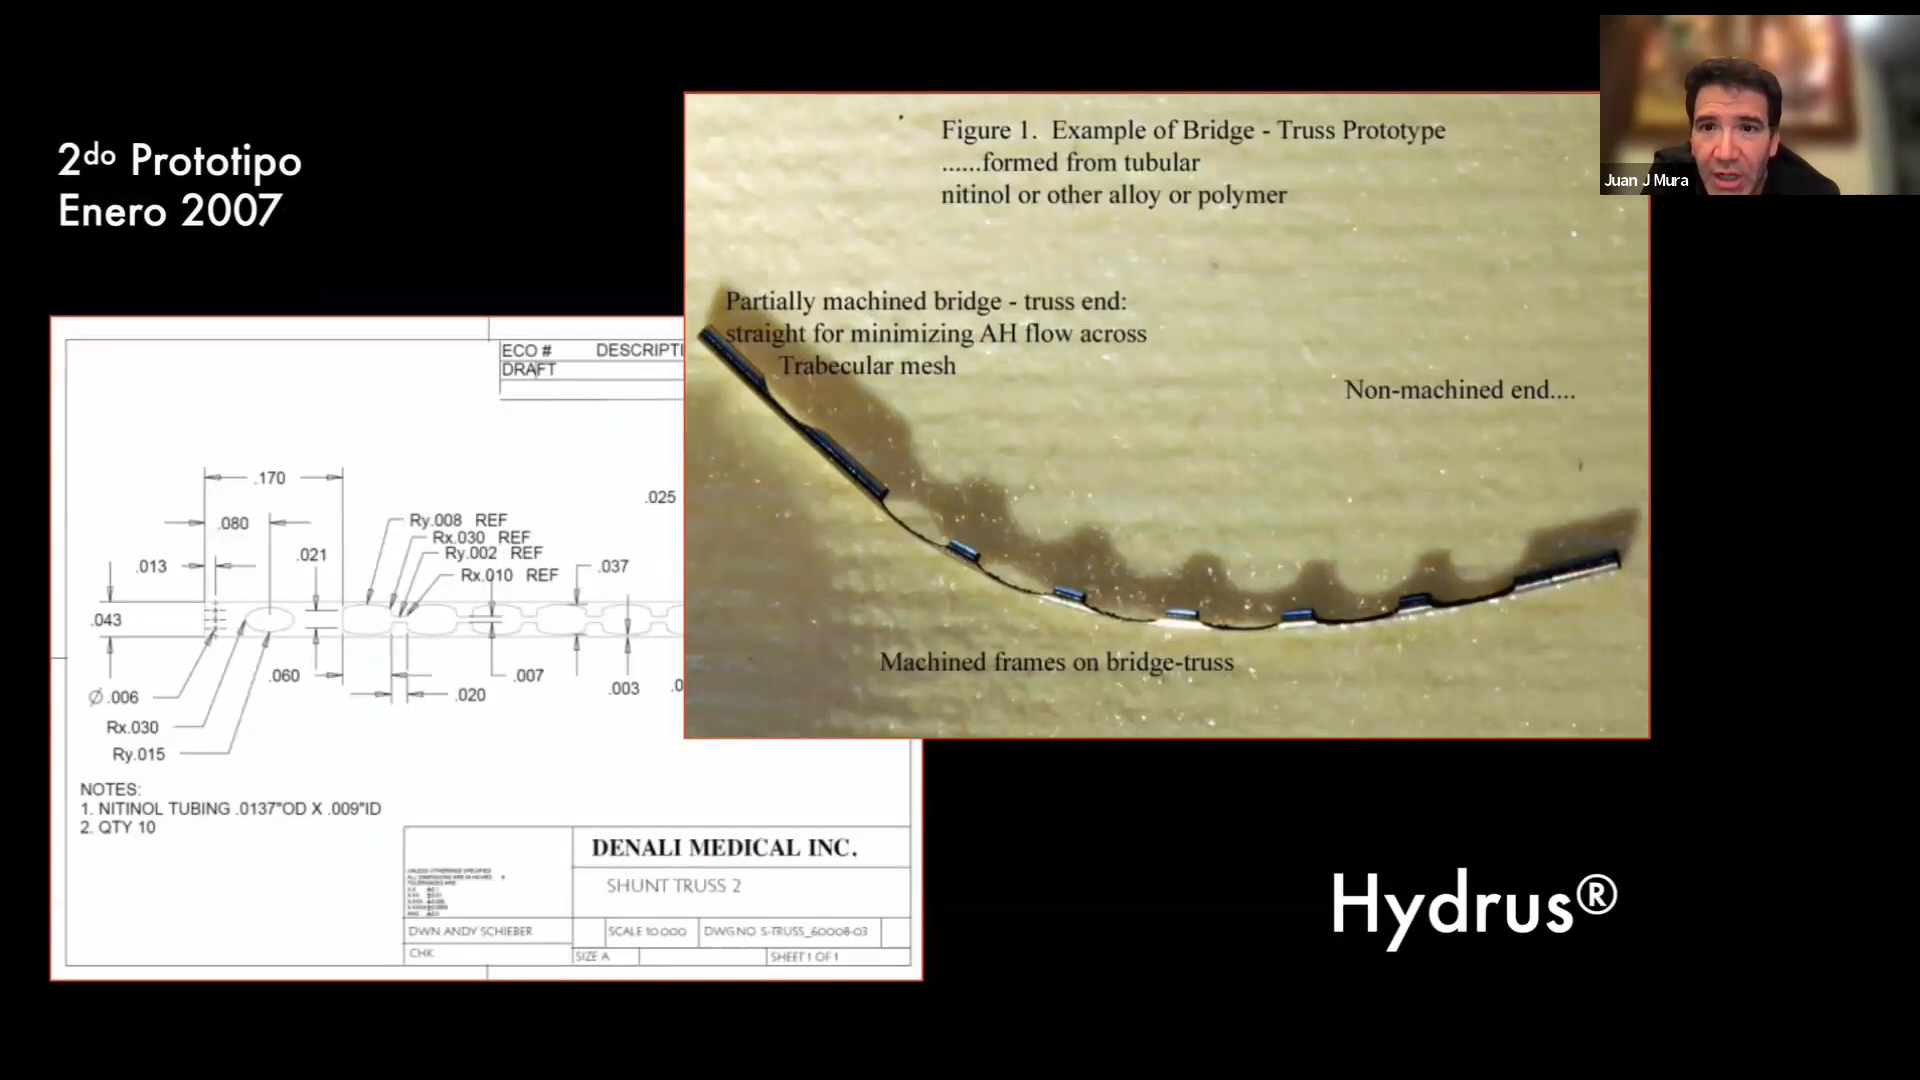 2do Prototipo
Enero 2007
Juan J Mura
Figure 1. Example of Bridge - Truss Prototype
......formed from tubular
nitinol or other alloy or polymer
Partially machined bridge - truss end:
straight for minimizing AH flow across
Trabecular mesh
Non-machined end....
Machined frames on bridge-truss
ECO # DESCRIPTI
DRAFT
.170
.025
.080
Ry.008 REF
Rx.030 REF
Ry.002 REF
Rx.010 REF
.021
.013
.037
.043
.060
.007
.020
.003
.0
Ø.006
Rx.030
Ry.015
NOTES:
1. NITINOL TUBING .0137"OD X .009"ID
2. QTY 10
DENALI MEDICAL INC.
SHUNT TRUSS 2
DWN ANDY SCHIEBER
SCALE 10.000
DWG NO S-TRUSS_60008-03
CHK
SIZE A
SHEET 1 OF 1
Hydrus®